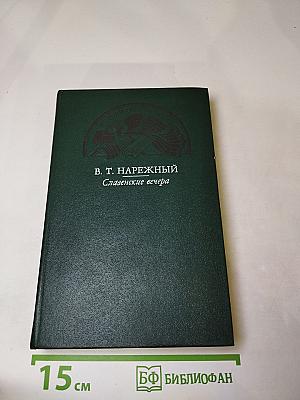 В. Т. НАРЕЖНЫЙ
Славенские вечера
15 см
БФ БИБЛИОФАН